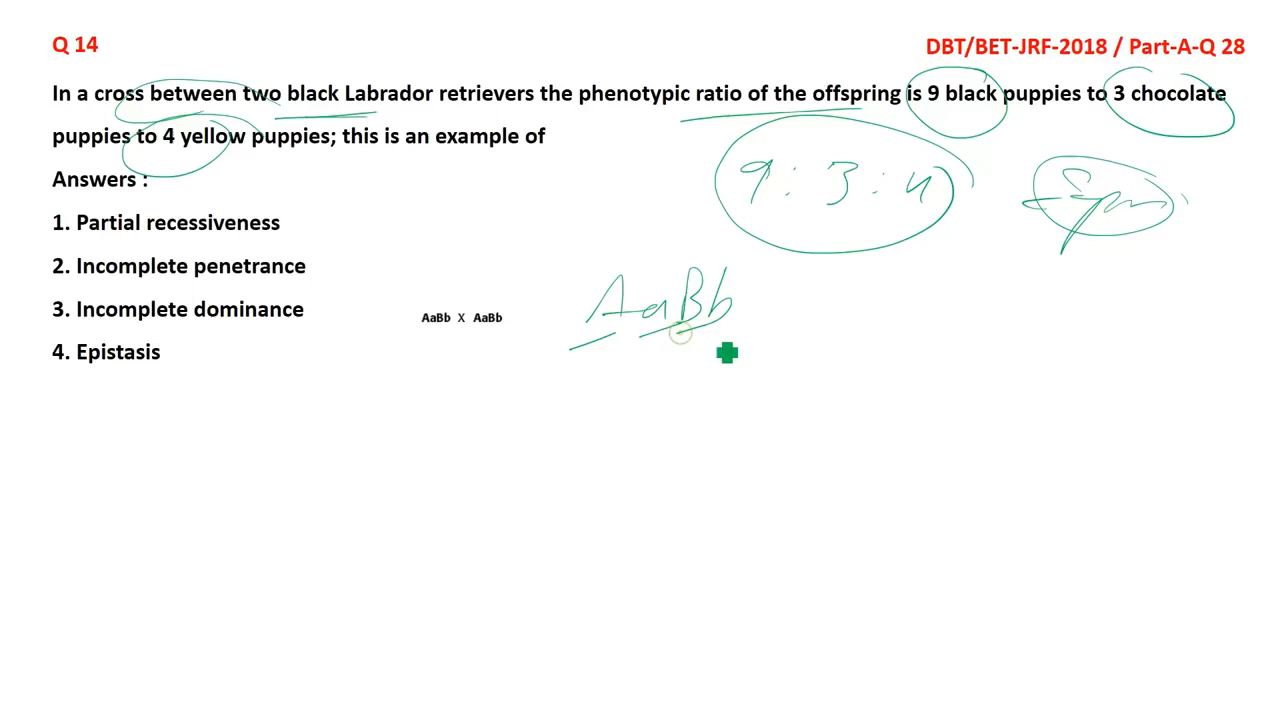 Q 14
DBT/BET-JRF-2018 / Part-A-Q 28
In a cross between two black Labrador retrievers the phenotypic ratio of the offspring is 9 black puppies to 3 chocolate
puppies to 4 yellow puppies; this is an example of
9 : 3 : 4
Answers :
1. Partial recessiveness
2. Incomplete penetrance
3. Incomplete dominance
AaBb X AaBb
AaBb
4. Epistasis